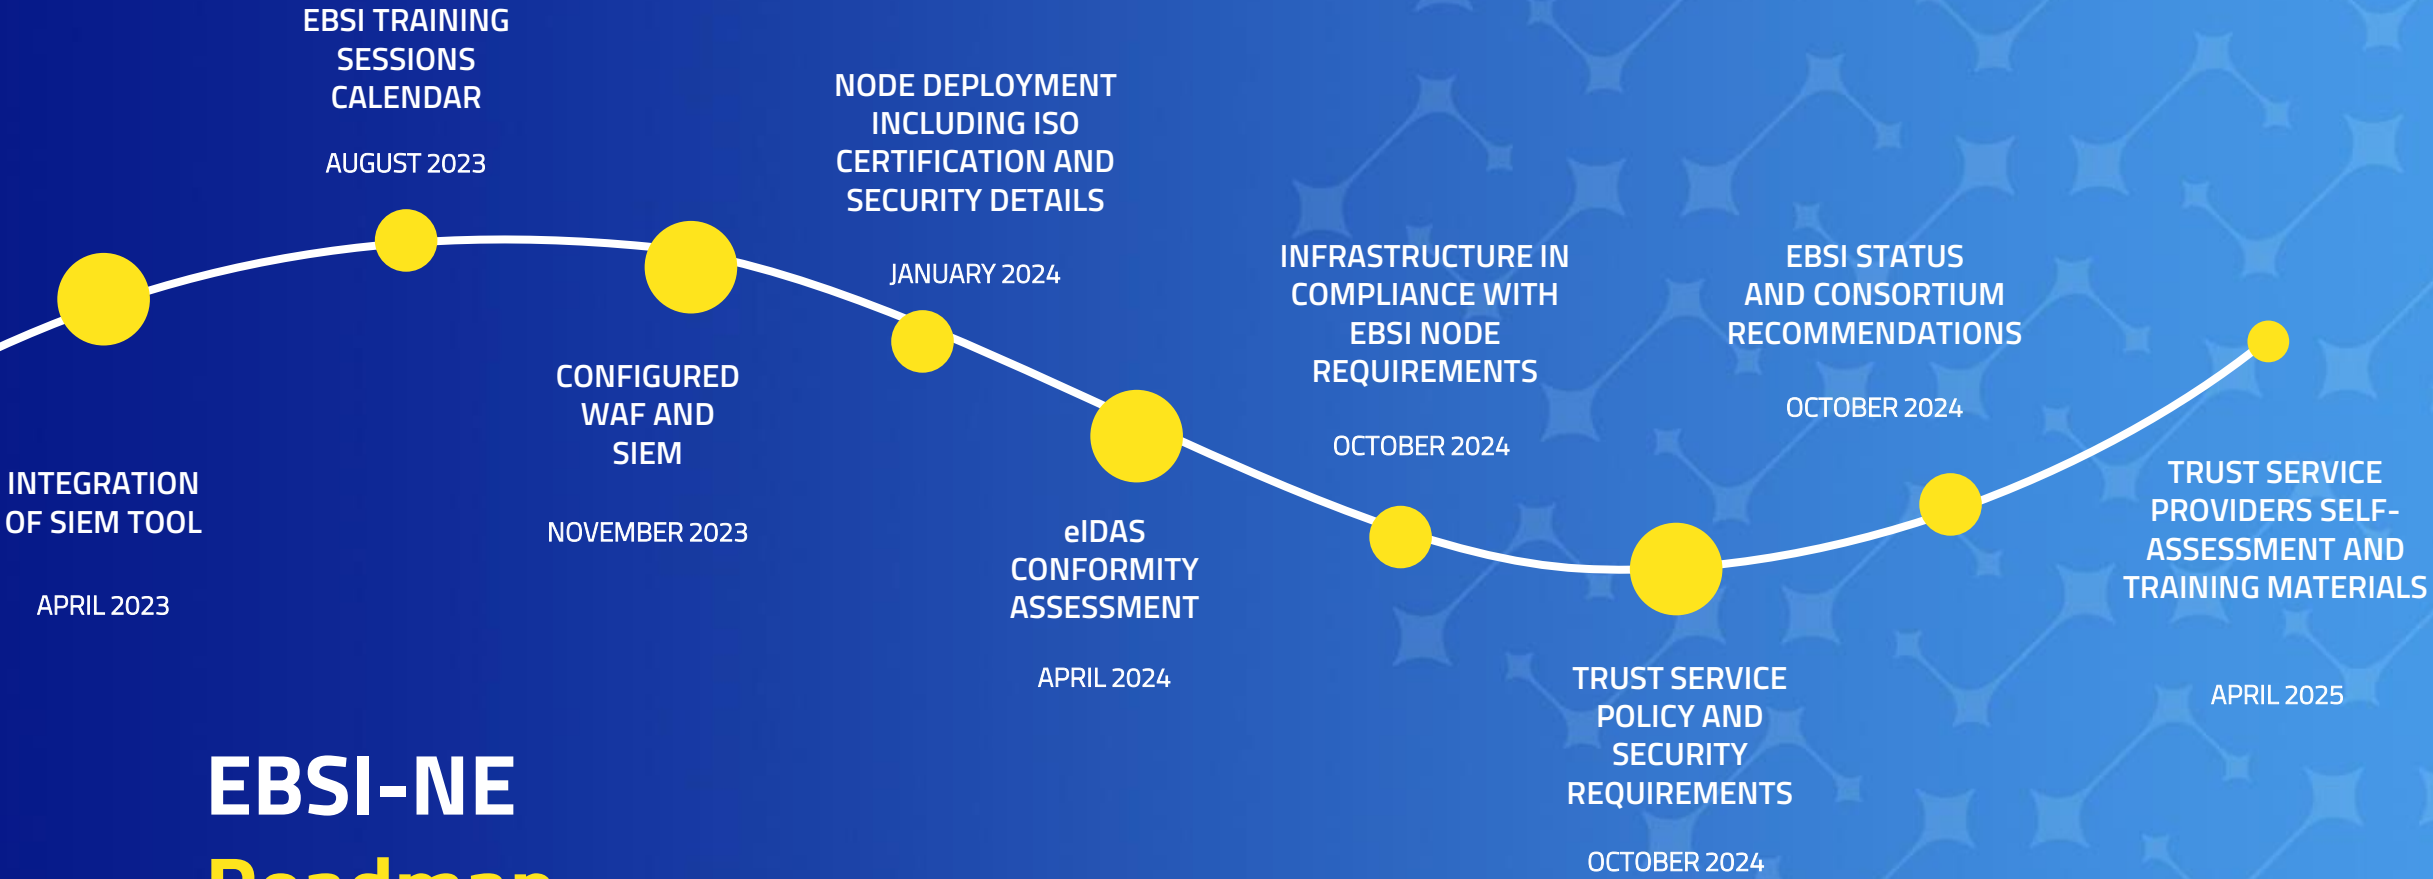 EBSI TRAINING
SESSIONS
CALENDAR
AUGUST 2023
NODE DEPLOYMENT
INCLUDING ISO
CERTIFICATION AND
SECURITY DETAILS
JANUARY 2024
INFRASTRUCTURE IN
COMPLIANCE WITH
EBSI NODE
REQUIREMENTS
OCTOBER 2024
EBSI STATUS
AND CONSORTIUM
RECOMMENDATIONS
OCTOBER 2024
INTEGRATION
OF SIEM TOOL
APRIL 2023
CONFIGURED
WAF AND
SIEM
NOVEMBER 2023
eIDAS
CONFORMITY
ASSESSMENT
APRIL 2024
TRUST SERVICE
POLICY AND
SECURITY
REQUIREMENTS
OCTOBER 2024
TRUST SERVICE
PROVIDERS SELF-
ASSESSMENT AND
TRAINING MATERIALS
APRIL 2025
EBSI-NE
Roadmap